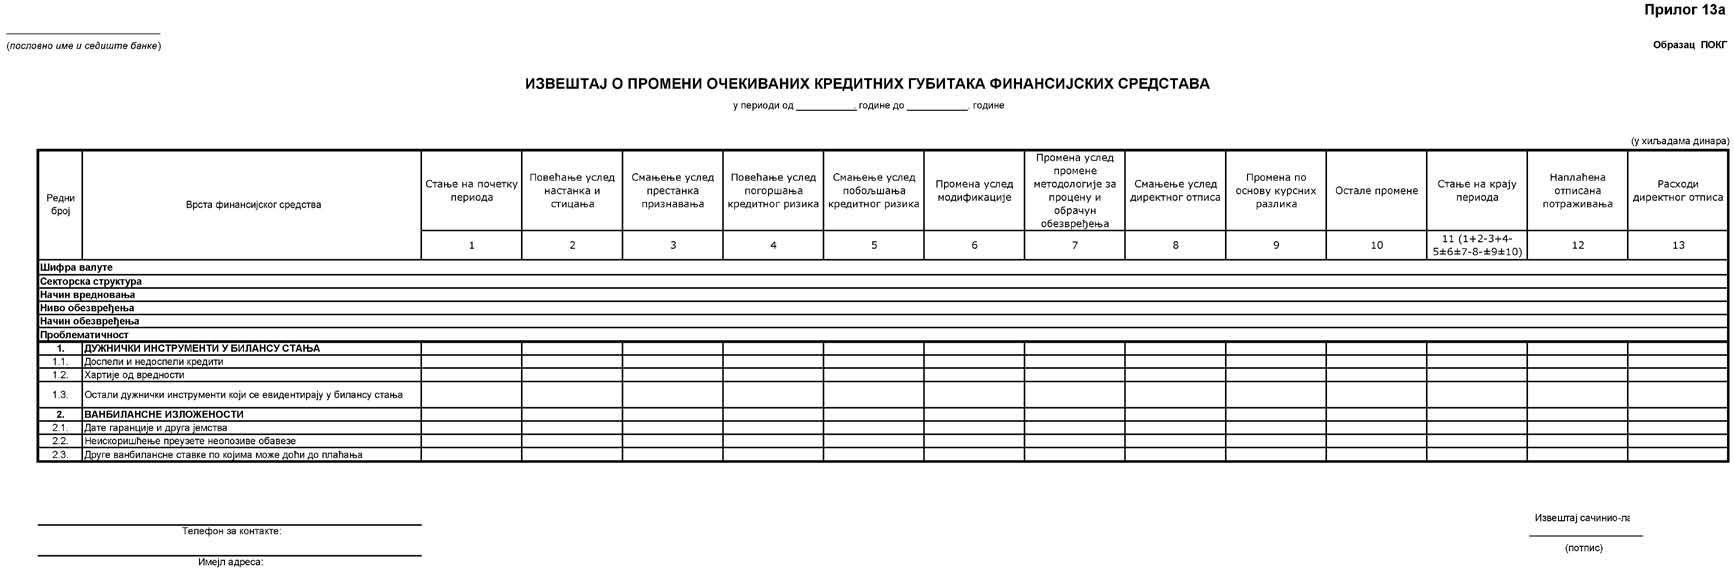 Прилог 13а
(пословно име и седиште банке)
Образац ПОКГ
ИЗВЕШТАЈ О ПРОМЕНИ ОЧЕКИВАНИХ КРЕДИТНИХ ГУБИТАКА ФИНАНСИЈСКИХ СРЕДСТАВА
у периоди од ___________. године до ___________. године
(у хиљадама динара)
Редни број
Врста финансијског средства
Стање на почетку периода
Повећање услед настанка и стицања
Смањење услед престанка признавања
Повећање услед погоршања кредитног ризика
Смањење услед побољшања кредитног ризика
Промена услед модификације
Промена услед промене методологије за процену и обрачун обезвређења
Смањење услед директног отписа
Промена по основу курсних разлика
Остале промене
Стање на крају периода
Наплаћена отписана потраживања
Расходи директног отписа
1 2 3 4 5 6 7 8 9 10 11 (1+2-3+4-5±6±7-8-±9±10) 12 13
Шифра валуте
Секторска структура
Начин вредновања
Ниво обезвређења
Начин обезвређења
Проблематичност
1. ДУЖНИЧКИ ИНСТРУМЕНТИ У БИЛАНСУ СТАЊА
1.1. Доспели и недоспели кредити
1.2. Хартије од вредности
1.3. Остали дужнички инструменти који се евидентирају у билансу стања
2. ВАНБИЛАНСНЕ ИЗЛОЖЕНОСТИ
2.1. Дате гаранције и друга јемства
2.2. Неискоришћење преузете неопозиве обавезе
2.3. Друге ванбилансне ставке по којима може доћи до плаћања
Извештај сачинио-ла
Телефон за контакте:
(потпис)
Имејл адреса: